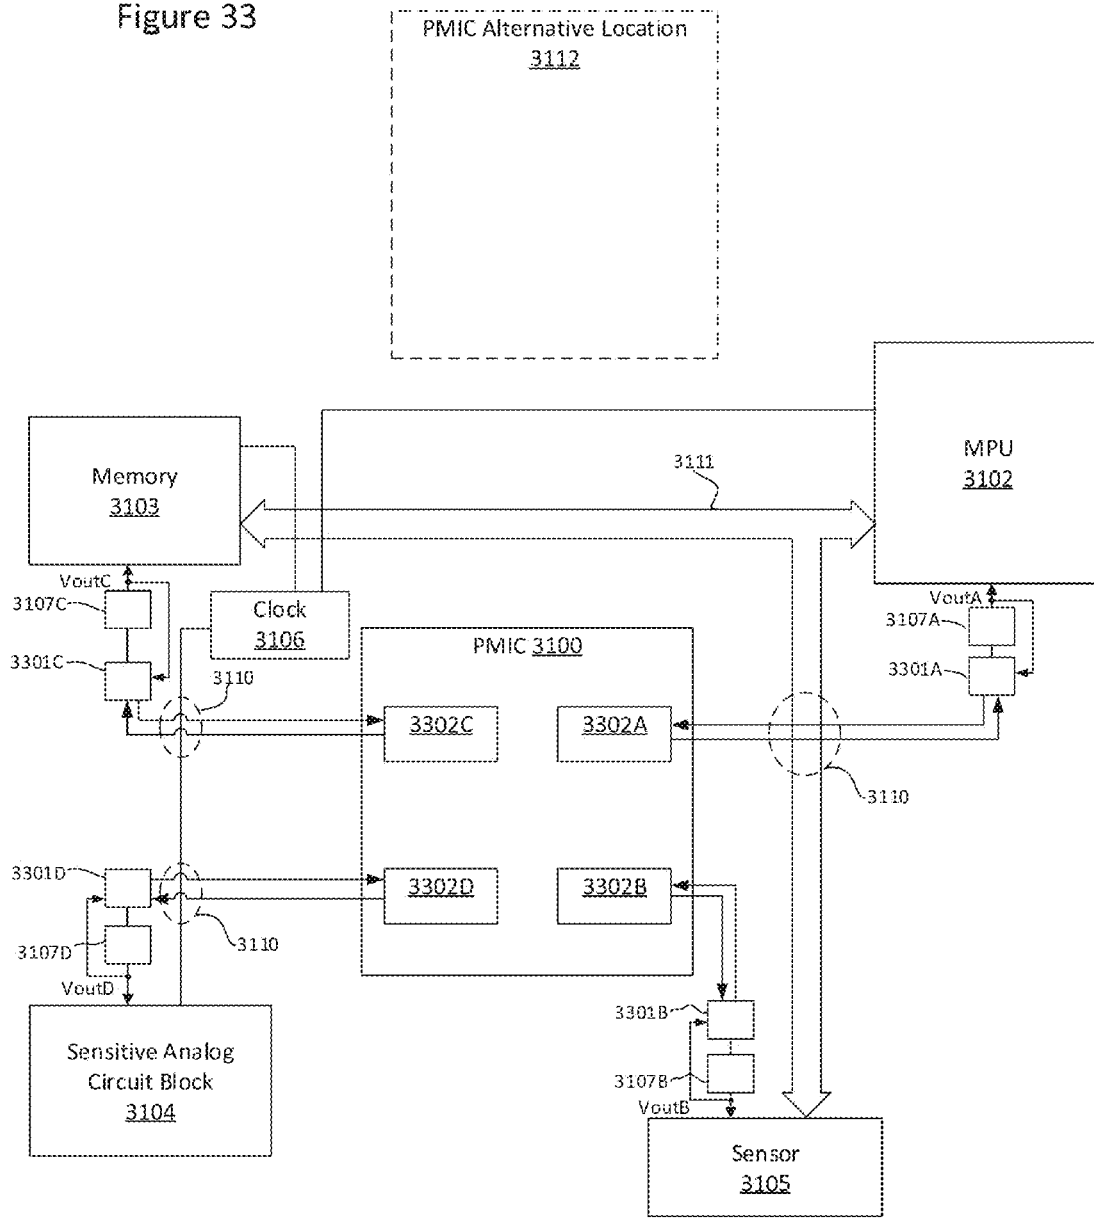 Figure 33
PMIC Alternative Location
3112
MPU
3102
3111
Memory
3103
VoutC
3107C
3301C
Clock
3106
VoutA
3107A
3301A
PMIC 3100
3110
3302C
3302A
3110
3301D
3107D
VoutD
3302D
3302B
3110
3301B
3107B
VoutB
Sensitive Analog
Circuit Block
3104
Sensor
3105